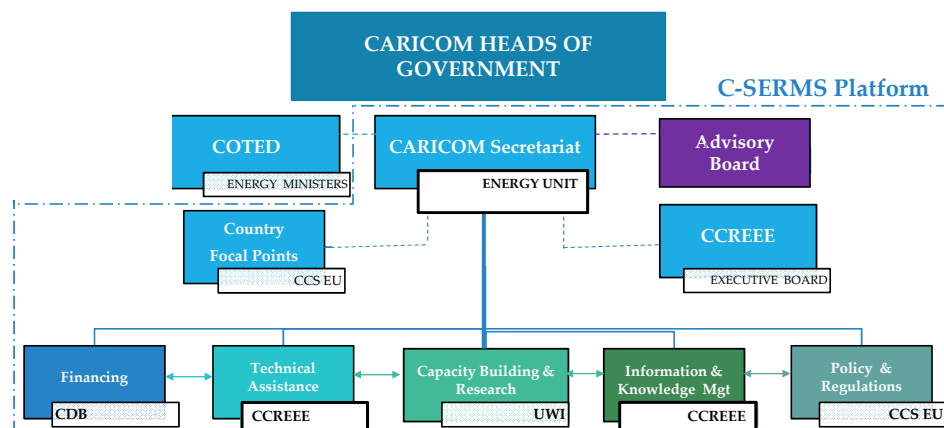 CARICOM HEADS OF
GOVERNMENT
C-SERMS Platform
COTED
ENERGY MINISTERS
CARICOM Secretariat
ENERGY UNIT
Advisory
Board
Country
Focal Points
CCS EU
CCREEE
EXECUTIVE BOARD
Financing
CDB
Technical
Assistance
CCREEE
Capacity Building &
Research
UWI
Information &
Knowledge Mgt
CCREEE
Policy &
Regulations
CCS EU